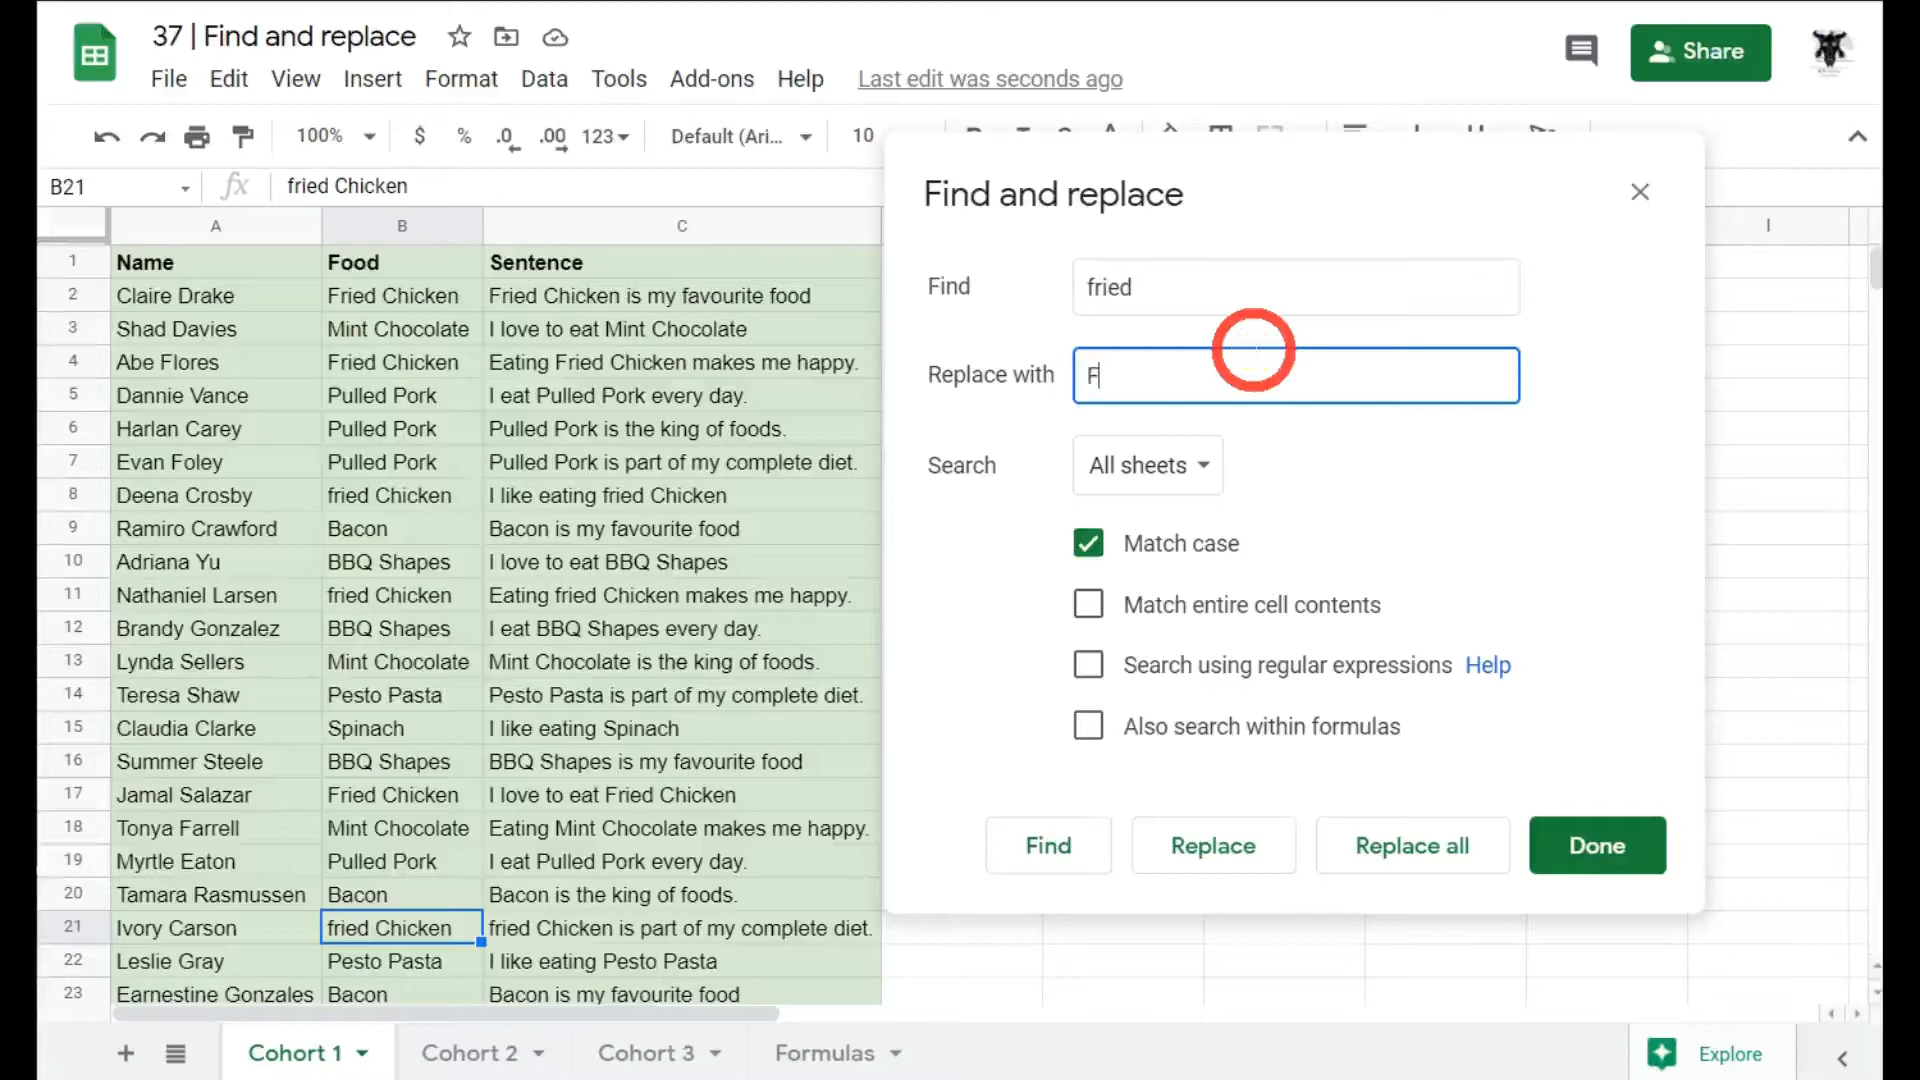 37 | Find and replace
File Edit View Insert Format Data Tools Add-ons Help Last edit was seconds ago
Share
100% $ % .0 .00 123 Default (Ari... 10
B21 fx fried Chicken
Find and replace
Find fried
Replace with F
Search All sheets
Match case
Match entire cell contents
Search using regular expressions Help
Also search within formulas
Find Replace Replace all Done
A B C I
1 Name Food Sentence
2 Claire Drake Fried Chicken Fried Chicken is my favourite food
3 Shad Davies Mint Chocolate I love to eat Mint Chocolate
4 Abe Flores Fried Chicken Eating Fried Chicken makes me happy.
5 Dannie Vance Pulled Pork I eat Pulled Pork every day.
6 Harlan Carey Pulled Pork Pulled Pork is the king of foods.
7 Evan Foley Pulled Pork Pulled Pork is part of my complete diet.
8 Deena Crosby fried Chicken I like eating fried Chicken
9 Ramiro Crawford Bacon Bacon is my favourite food
10 Adriana Yu BBQ Shapes I love to eat BBQ Shapes
11 Nathaniel Larsen fried Chicken Eating fried Chicken makes me happy.
12 Brandy Gonzalez BBQ Shapes I eat BBQ Shapes every day.
13 Lynda Sellers Mint Chocolate Mint Chocolate is the king of foods.
14 Teresa Shaw Pesto Pasta Pesto Pasta is part of my complete diet.
15 Claudia Clarke Spinach I like eating Spinach
16 Summer Steele BBQ Shapes BBQ Shapes is my favourite food
17 Jamal Salazar Fried Chicken I love to eat Fried Chicken
18 Tonya Farrell Mint Chocolate Eating Mint Chocolate makes me happy.
19 Myrtle Eaton Pulled Pork I eat Pulled Pork every day.
20 Tamara Rasmussen Bacon Bacon is the king of foods.
21 Ivory Carson fried Chicken fried Chicken is part of my complete diet.
22 Leslie Gray Pesto Pasta I like eating Pesto Pasta
23 Earnestine Gonzales Bacon Bacon is my favourite food
Cohort 1 Cohort 2 Cohort 3 Formulas Explore